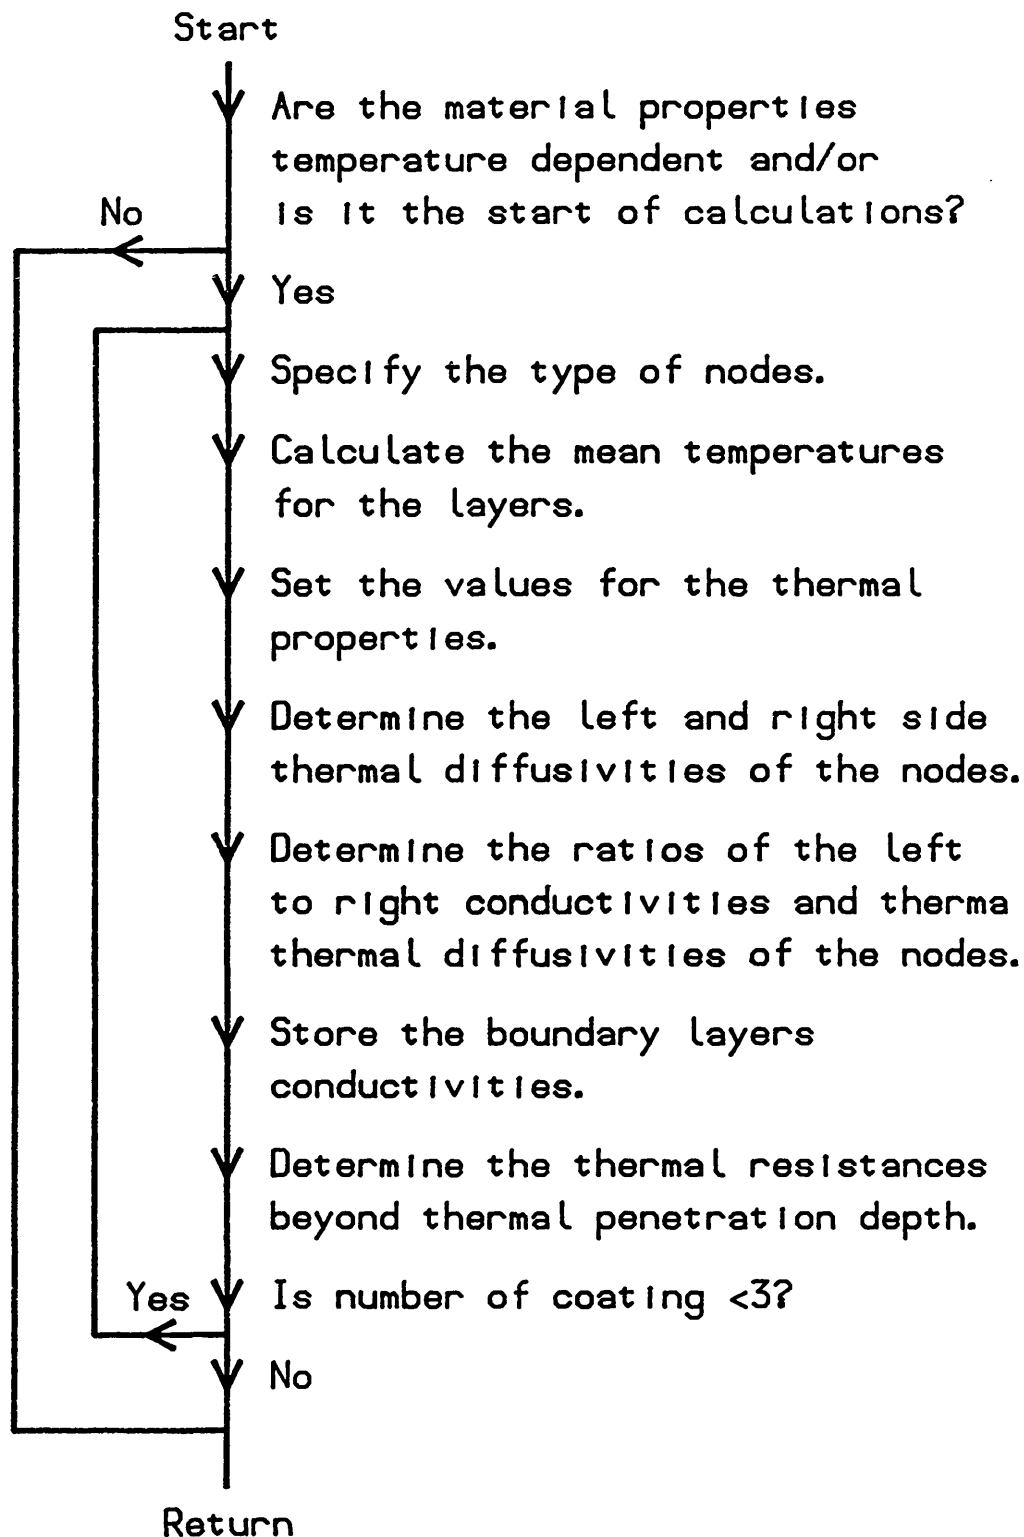 Start
Are the material properties
temperature dependent and/or
is it the start of calculations?
No
Yes
Specify the type of nodes.
Calculate the mean temperatures
for the layers.
Set the values for the thermal
properties.
Determine the left and right side
thermal diffusivities of the nodes.
Determine the ratios of the left
to right conductivities and therma
thermal diffusivities of the nodes.
Store the boundary layers
conductivities.
Determine the thermal resistances
beyond thermal penetration depth.
Is number of coating <3?
Yes
No
Return